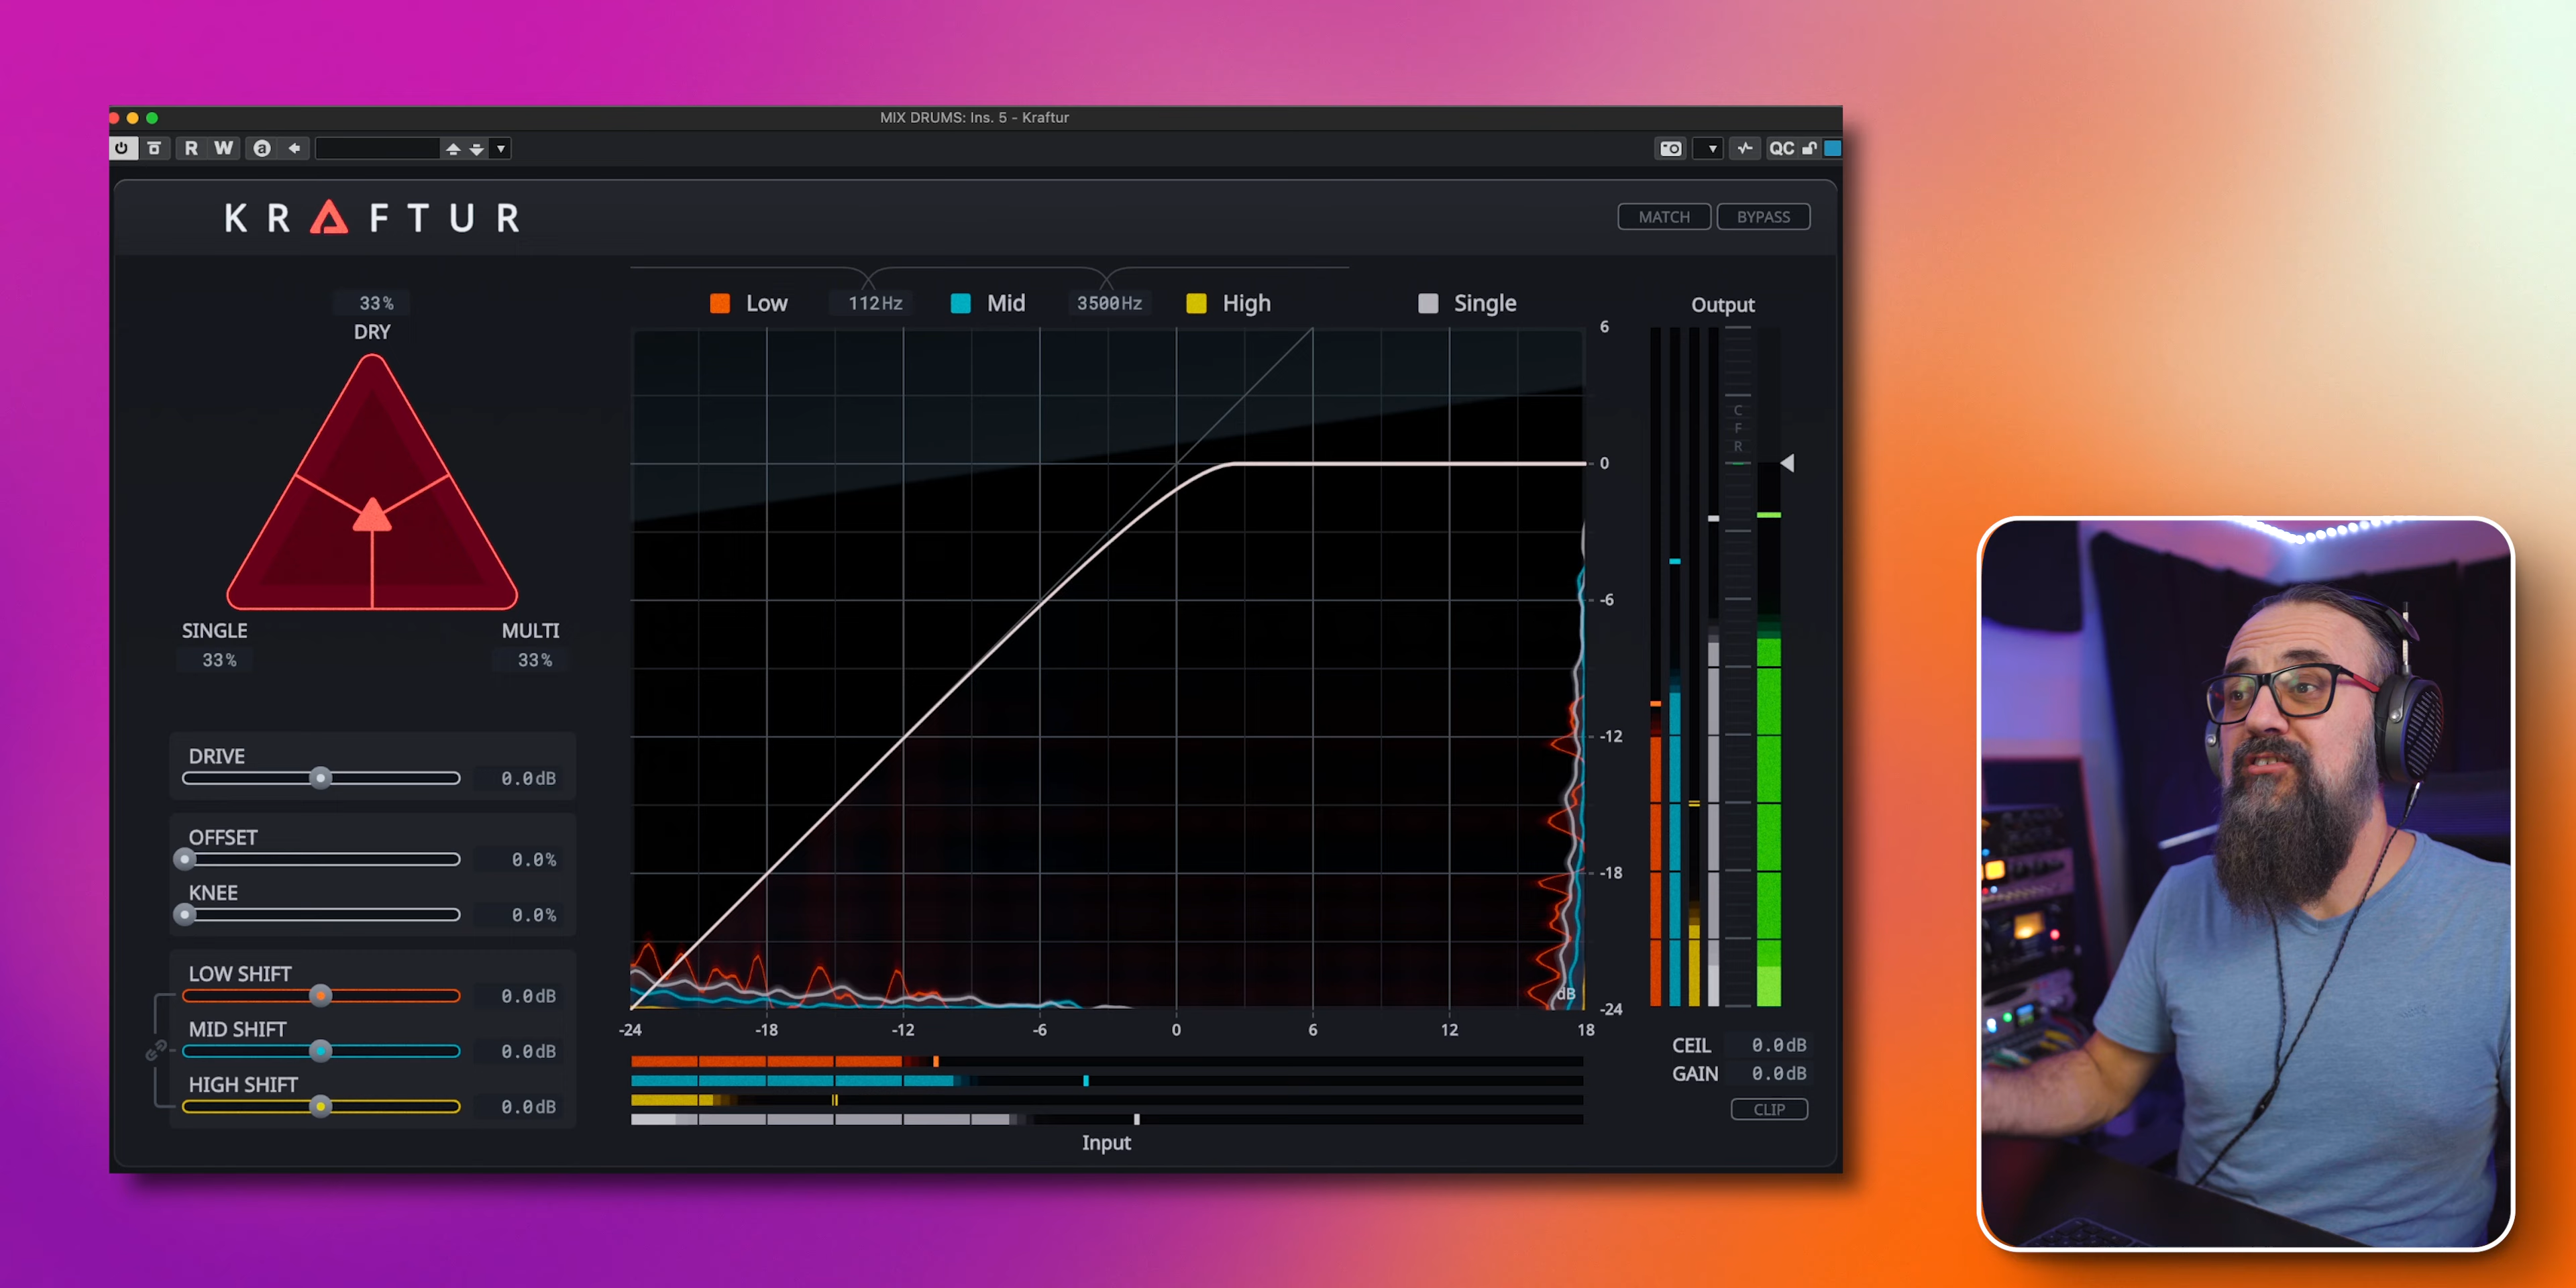 MIX DRUMS: Ins. 5 - Kraftur
R W a QC
KRAFTUR
MATCH BYPASS
33%
DRY
SINGLE MULTI
33% 33%
Low 112Hz Mid 3500Hz High Single
Output
6
0
-6
-12
-18
-24
dB
C
F
R
DRIVE
0.0dB
OFFSET
0.0%
KNEE
0.0%
LOW SHIFT
0.0dB
MID SHIFT
0.0dB
HIGH SHIFT
0.0dB
-24 -18 -12 -6 0 6 12 18
Input
CEIL 0.0dB
GAIN 0.0dB
CLIP